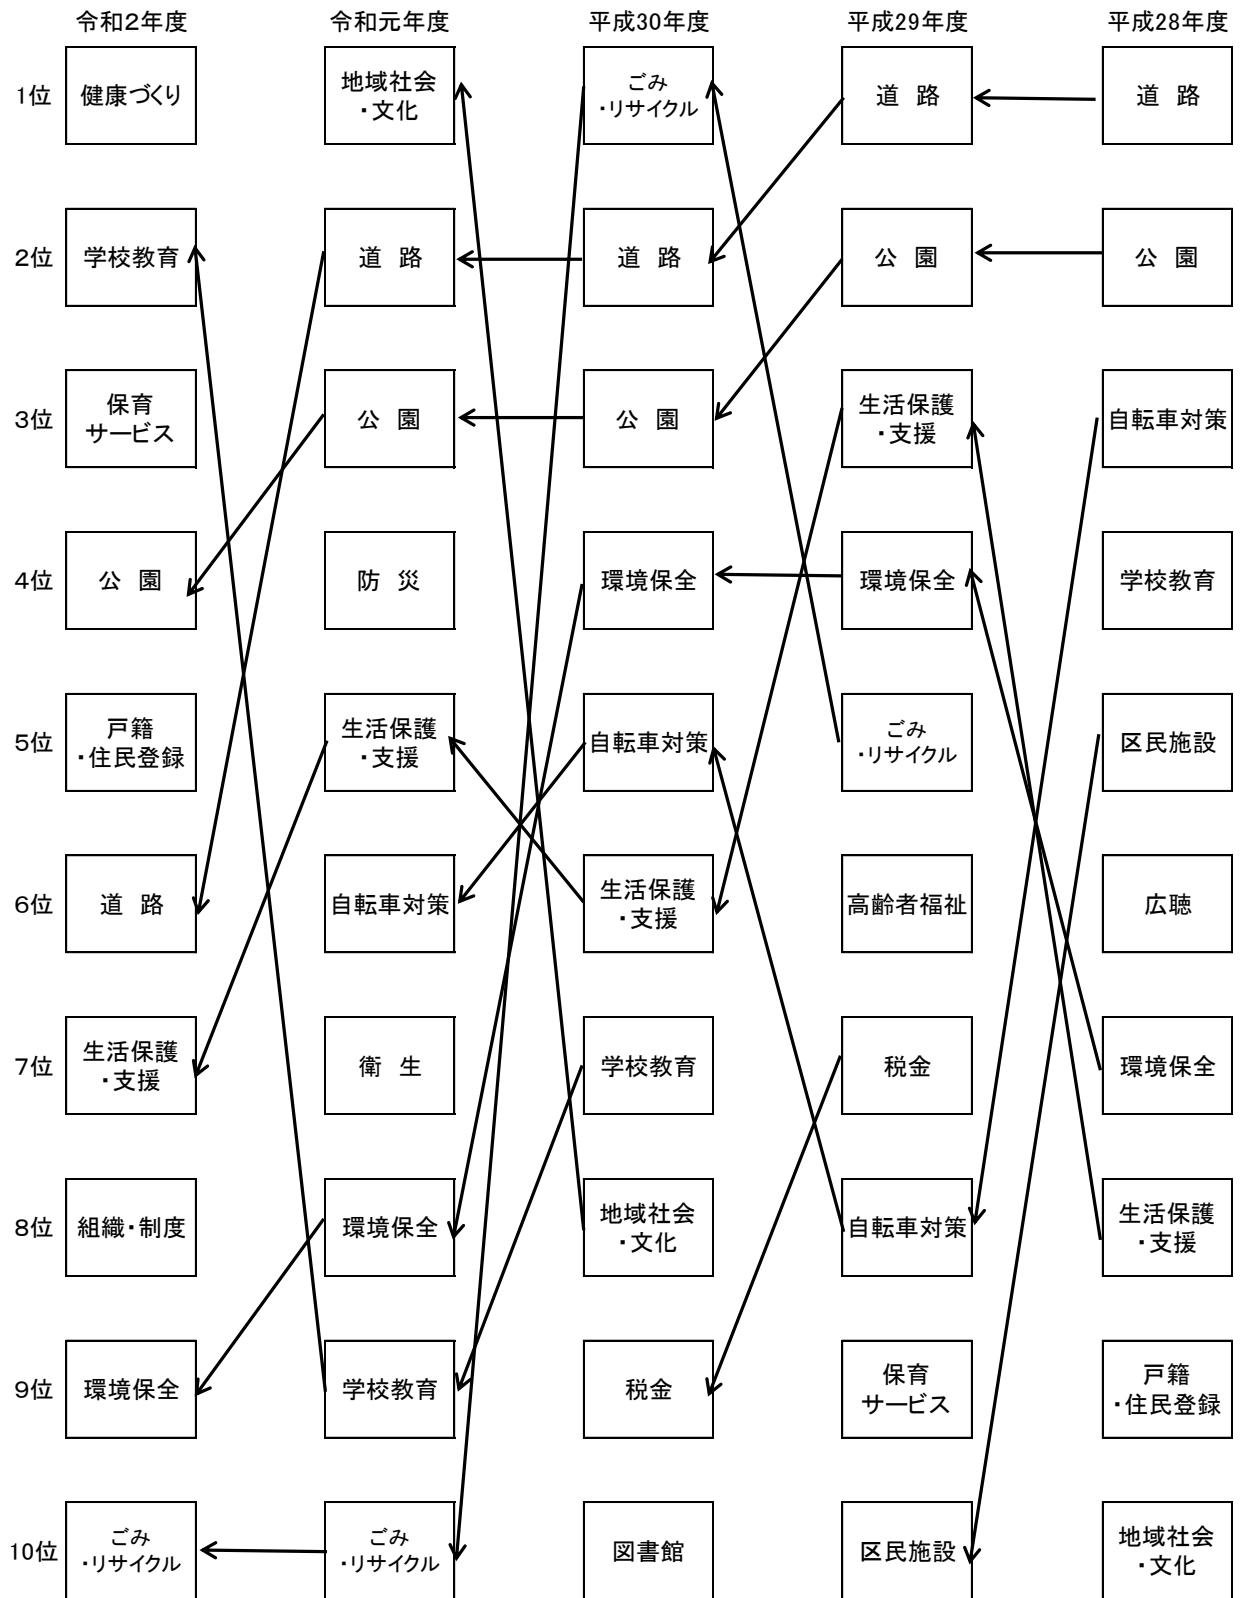 令和2年度 令和元年度 平成30年度 平成29年度 平成28年度
1位 健康づくり 地域社会 ごみ 道 路 道 路
・文化 ・リサイクル
2位 学校教育 道 路 道 路 公 園 公 園
3位 保育 公 園 公 園 生活保護 自転車対策
サービス ・支援
4位 公 園 防 災 環境保全 環境保全 学校教育
5位 戸籍 生活保護 自転車対策 ごみ 区民施設
・住民登録 ・支援 ・リサイクル
6位 道 路 自転車対策 生活保護 高齢者福祉 広聴
・支援
7位 生活保護 衛 生 学校教育 税金 環境保全
・支援
8位 組織・制度 環境保全 地域社会 自転車対策 生活保護
・文化 ・支援
9位 環境保全 学校教育 税金 保育 戸籍
サービス ・住民登録
10位 ごみ ごみ 図書館 区民施設 地域社会
・リサイクル ・リサイクル ・文化